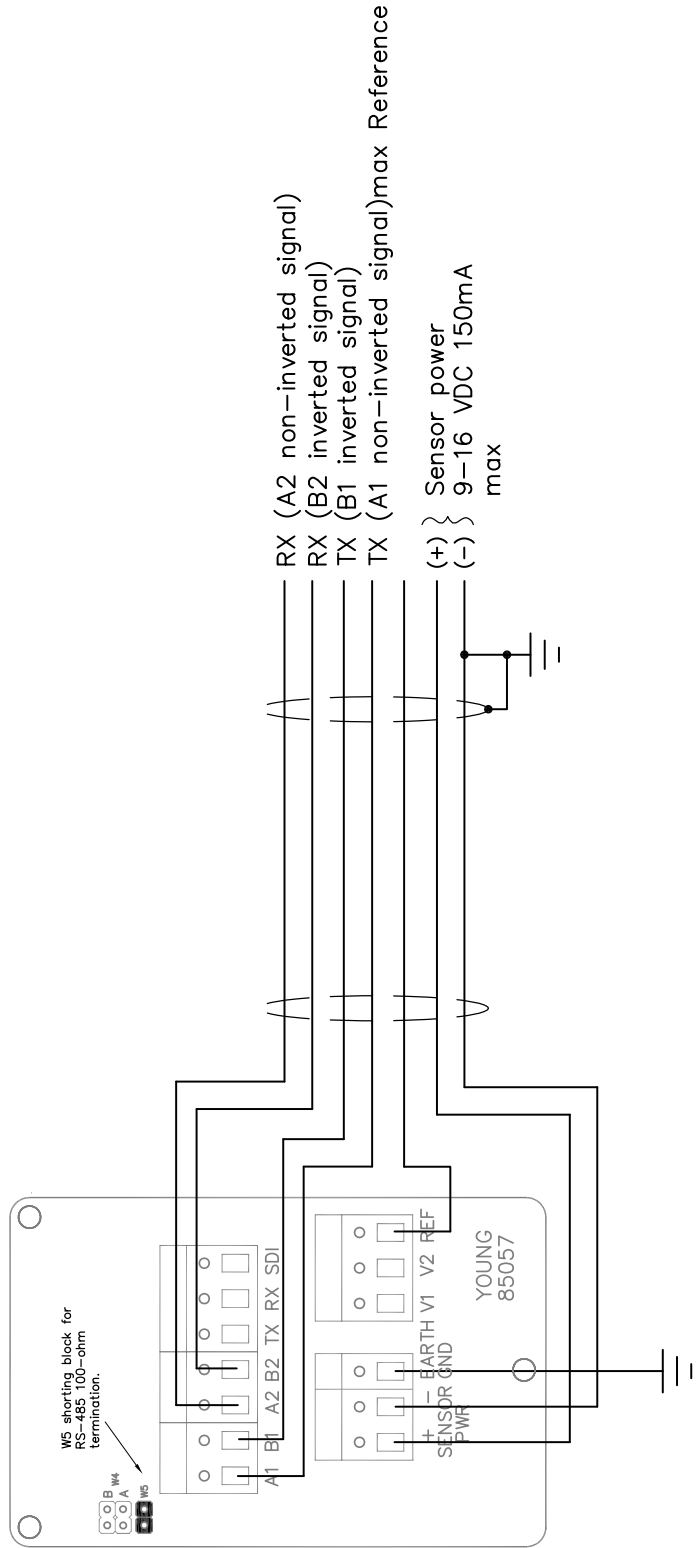 RX (A2 non-inverted signal)
RX (B2 inverted signal)
TX (B1 inverted signal)
TX (A1 non-inverted signal)max Reference
(+)
(-)
Sensor power
9-16 VDC 150mA
max
W5 shorting block for
RS-485 100-ohm
termination.
B
A
W4
W5
A1 B1 A2 B2 TX RX SDI
+ - EARTH V1 V2 REF
SENSOR GND
PWR
YOUNG
85057